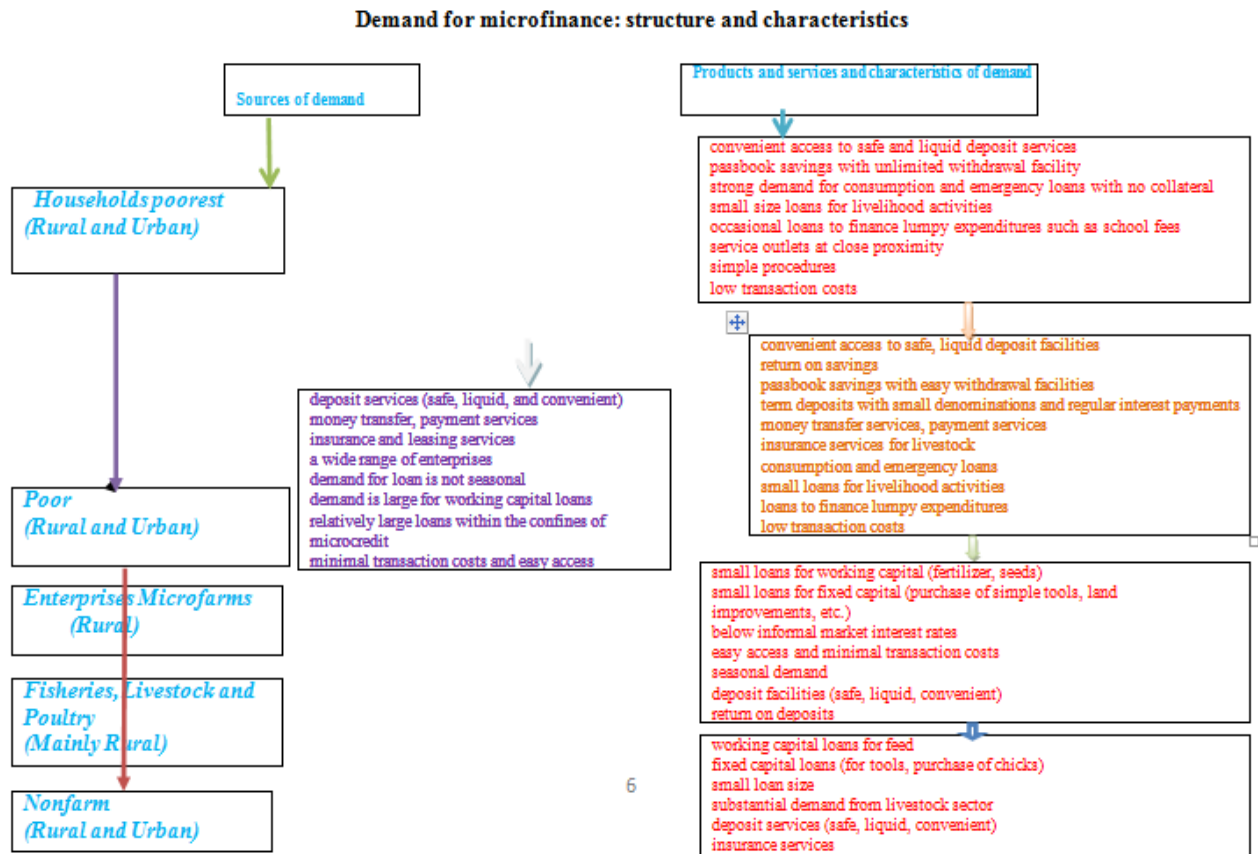 Demand for microfinance: structure and characteristics
Sources of demand
Products and services and characteristics of demand
Households poorest
(Rural and Urban)
convenient access to safe and liquid deposit services
passbook savings with unlimited withdrawal facility
strong demand for consumption and emergency loans with no collateral
small size loans for livelihood activities
occasional loans to finance lumpy expenditures such as school fees
service outlets at close proximity
simple procedures
low transaction costs
convenient access to safe, liquid deposit facilities
return on savings
passbook savings with easy withdrawal facilities
term deposits with small denominations and regular interest payments
money transfer services, payment services
insurance services for livestock
consumption and emergency loans
small loans for livelihood activities
loans to finance lumpy expenditures
low transaction costs
deposit services (safe, liquid, and convenient)
money transfer, payment services
insurance and leasing services
a wide range of enterprises
demand for loan is not seasonal
demand is large for working capital loans
relatively large loans within the confines of
microcredit
minimal transaction costs and easy access
Poor
(Rural and Urban)
Enterprises Microfarms
(Rural)
Fisheries, Livestock and
Poultry
(Mainly Rural)
Nonfarm
(Rural and Urban)
small loans for working capital (fertilizer, seeds)
small loans for fixed capital (purchase of simple tools, land
improvements, etc.)
below informal market interest rates
easy access and minimal transaction costs
seasonal demand
deposit facilities (safe, liquid, convenient)
return on deposits
working capital loans for feed
fixed capital loans (for tools, purchase of chicks)
small loan size
substantial demand from livestock sector
deposit services (safe, liquid, convenient)
insurance services
6